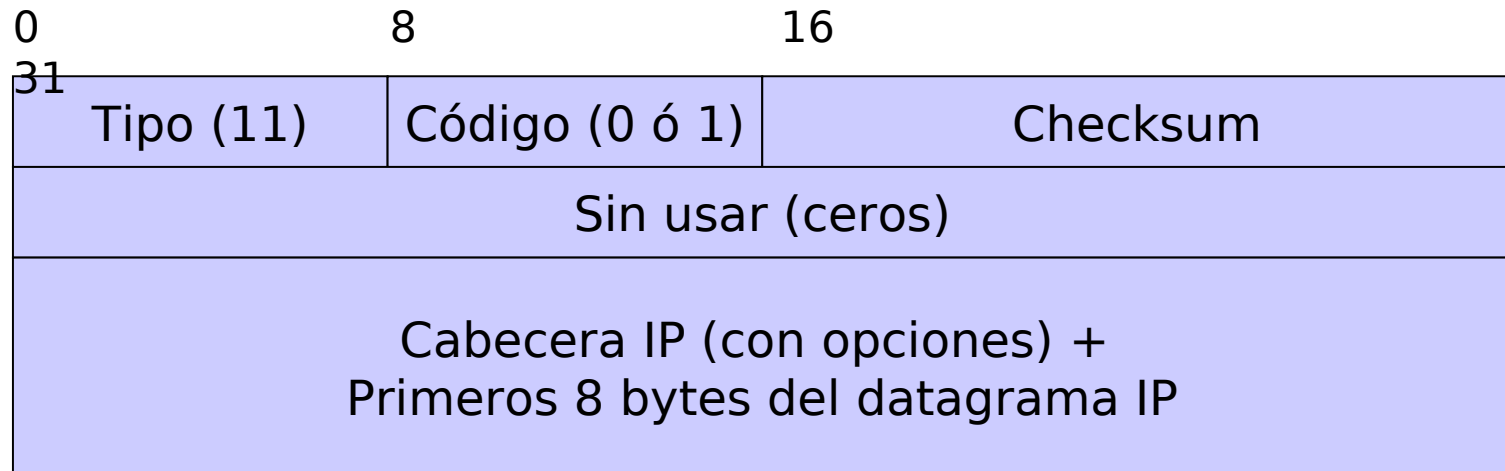 0 8 16
31
Tipo (11) Código (0 ó 1) Checksum
Sin usar (ceros)
Cabecera IP (con opciones) +
Primeros 8 bytes del datagrama IP